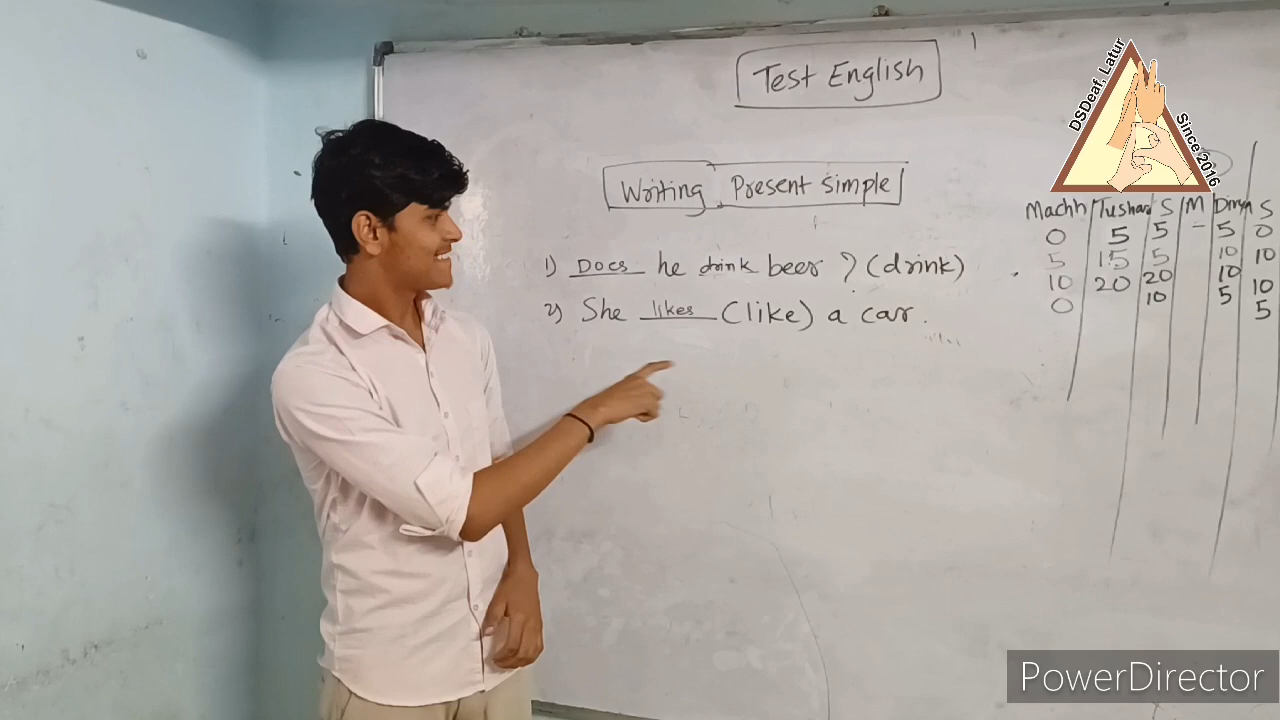 Test English
DSDeaf, Latur
Since 2016
Writing Present simple
1) Does he drink beer ? (drink)
2) She likes (like) a car.
Machh Tushar S M Divya S
0 5 5 - 5 0
5 15 5 10 10
10 20 20 10 10
0 10 5 5
PowerDirector